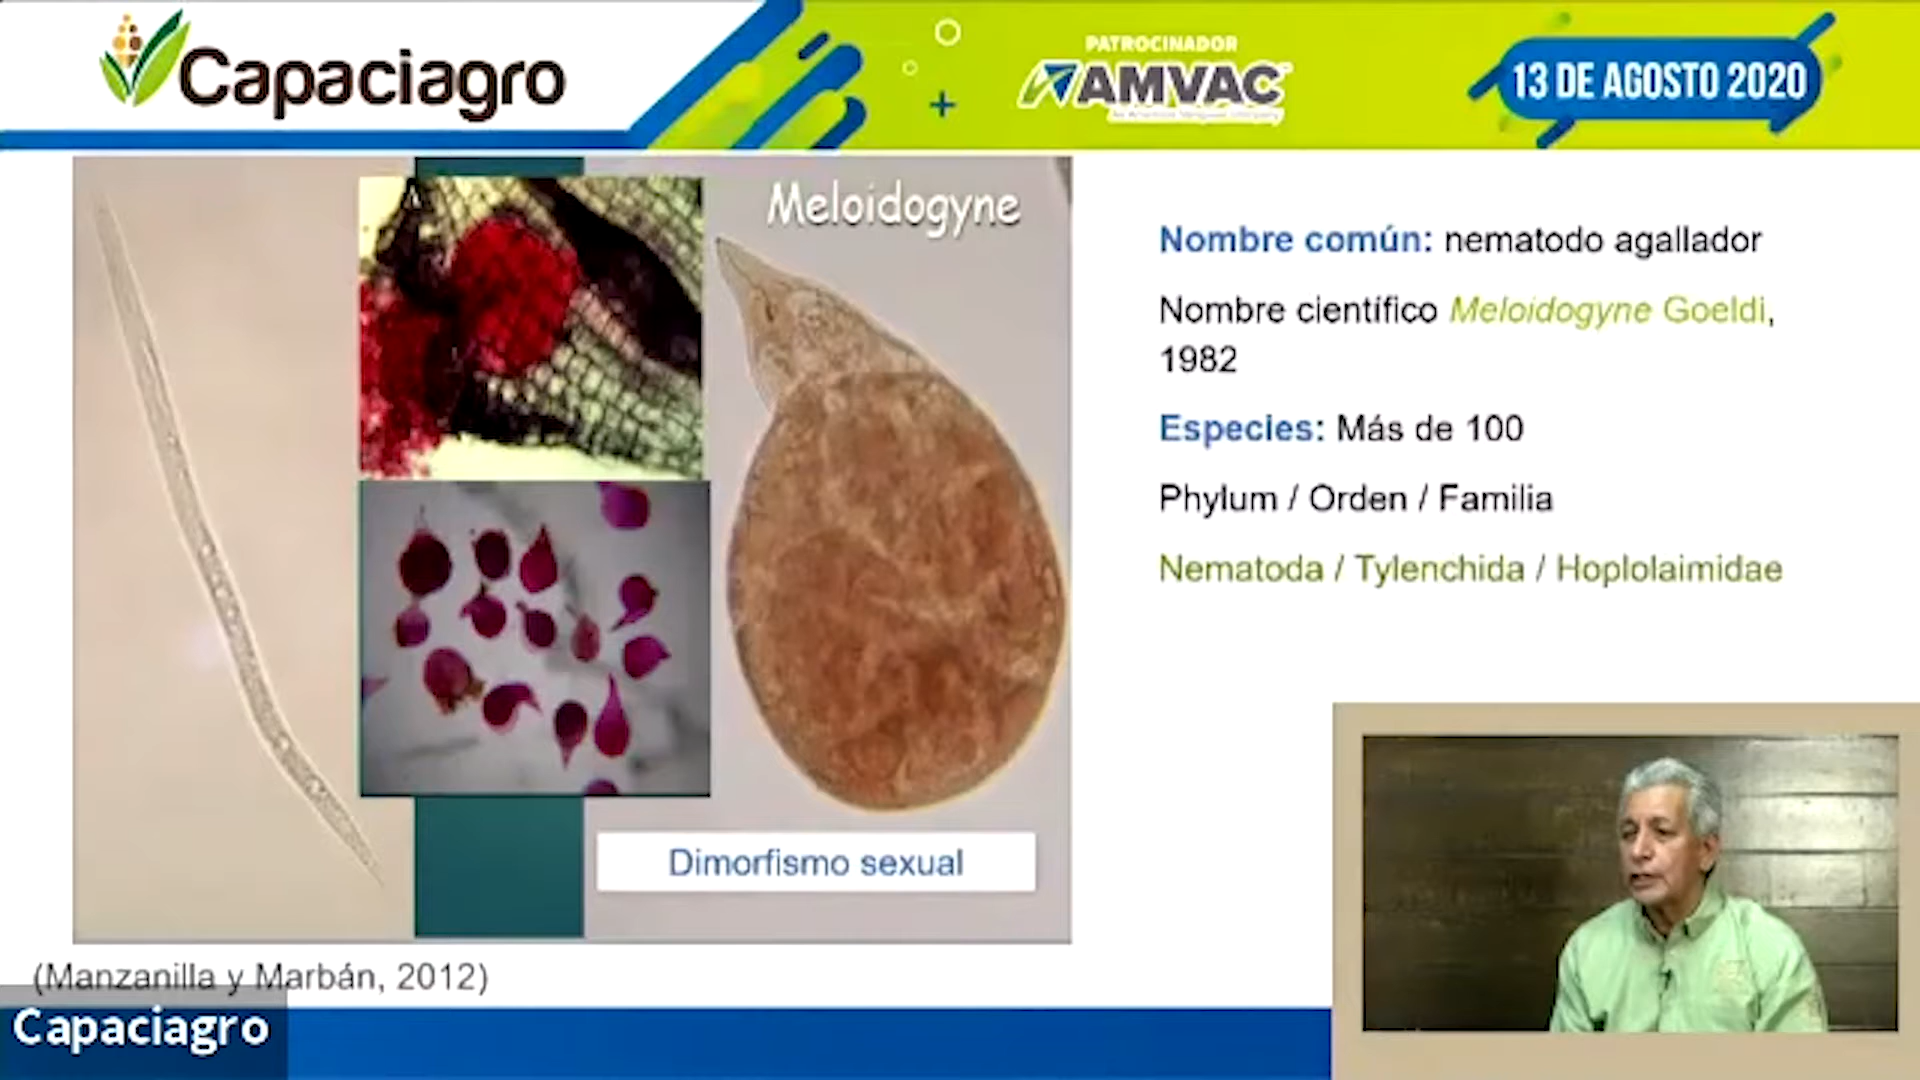 Capaciagro
PATROCINADOR
AMVAC
13 DE AGOSTO 2020
Meloidogyne
Nombre común: nematodo agallador
Nombre científico Meloidogyne Goeldi,
1982
Especies: Más de 100
Phylum / Orden / Familia
Nematoda / Tylenchida / Hoplolaimidae
Dimorfismo sexual
(Manzanilla y Marbán, 2012)
Capaciagro